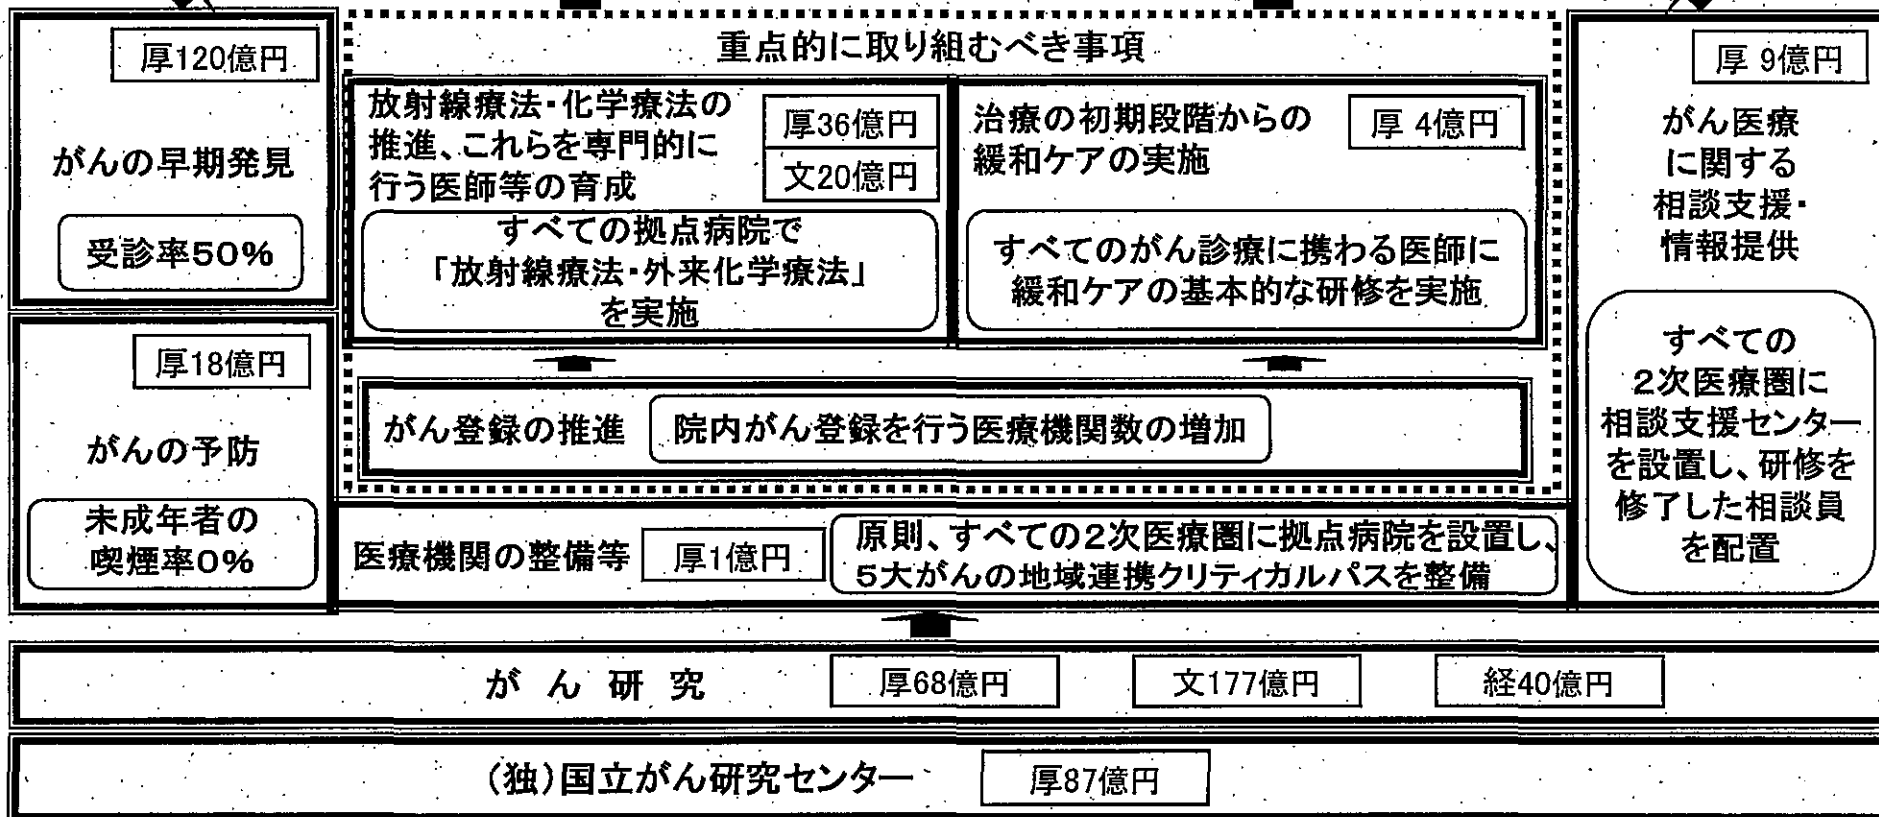 厚120億円
がんの早期発見
受診率50%
厚18億円
がんの予防
未成年者の
喫煙率0%
重点的に取り組むべき事項
放射線療法・化学療法の
推進、これらを専門的に
行う医師等の育成
厚36億円
文20億円
すべての拠点病院で
「放射線療法・外来化学療法」
を実施
治療の初期段階からの
緩和ケアの実施
厚 4億円
すべてのがん診療に携わる医師に
緩和ケアの基本的な研修を実施
がん登録の推進
院内がん登録を行う医療機関数の増加
医療機関の整備等
厚1億円
原則、すべての2次医療圏に拠点病院を設置し、
5大がんの地域連携クリティカルパスを整備
厚 9億円
がん医療
に関する
相談支援・
情報提供
すべての
2次医療圏に
相談支援センター
を設置し、研修を
修了した相談員
を配置
がん研究
厚68億円
文177億円
経40億円
(独)国立がん研究センター
厚87億円